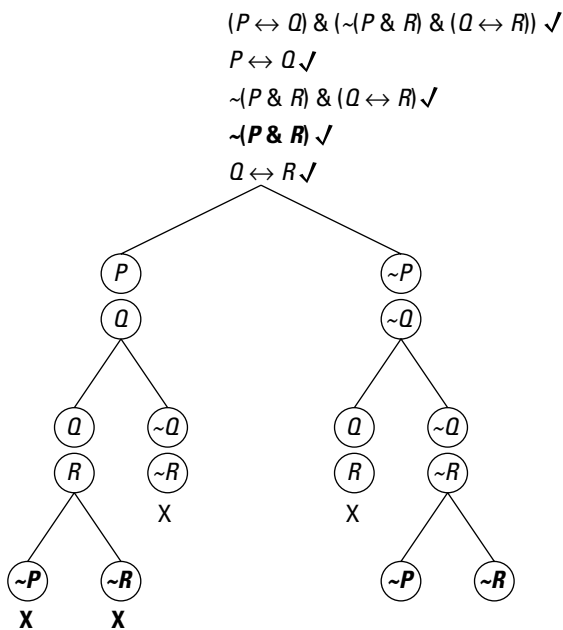 (P ↔ Q) & (~(P & R) & (Q ↔ R)) ✓
P ↔ Q ✓
~(P & R) & (Q ↔ R) ✓
~(P & R) ✓
Q ↔ R ✓
P ~P
Q ~Q
Q ~Q Q ~Q
R ~R R ~R
X X
~P ~R ~P ~R
X X